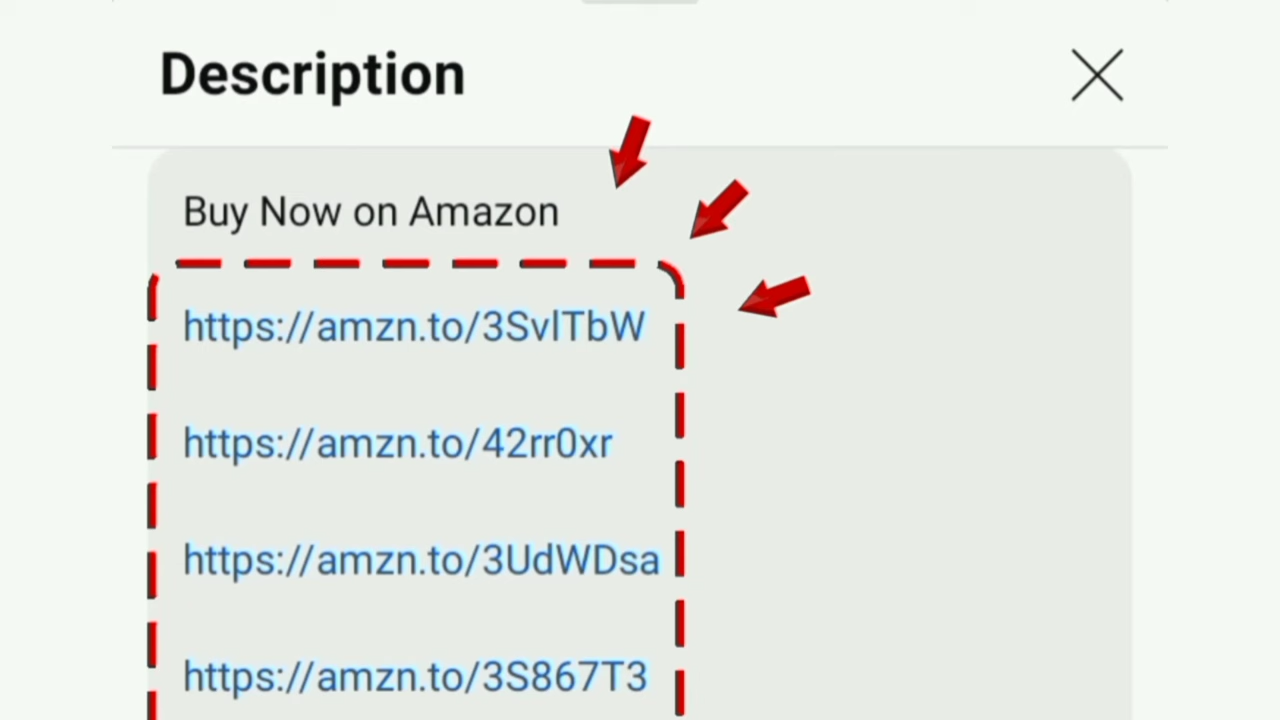 Description
Buy Now on Amazon
https://amzn.to/3SvlTbW
https://amzn.to/42rr0xr
https://amzn.to/3UdWDsa
https://amzn.to/3S867T3